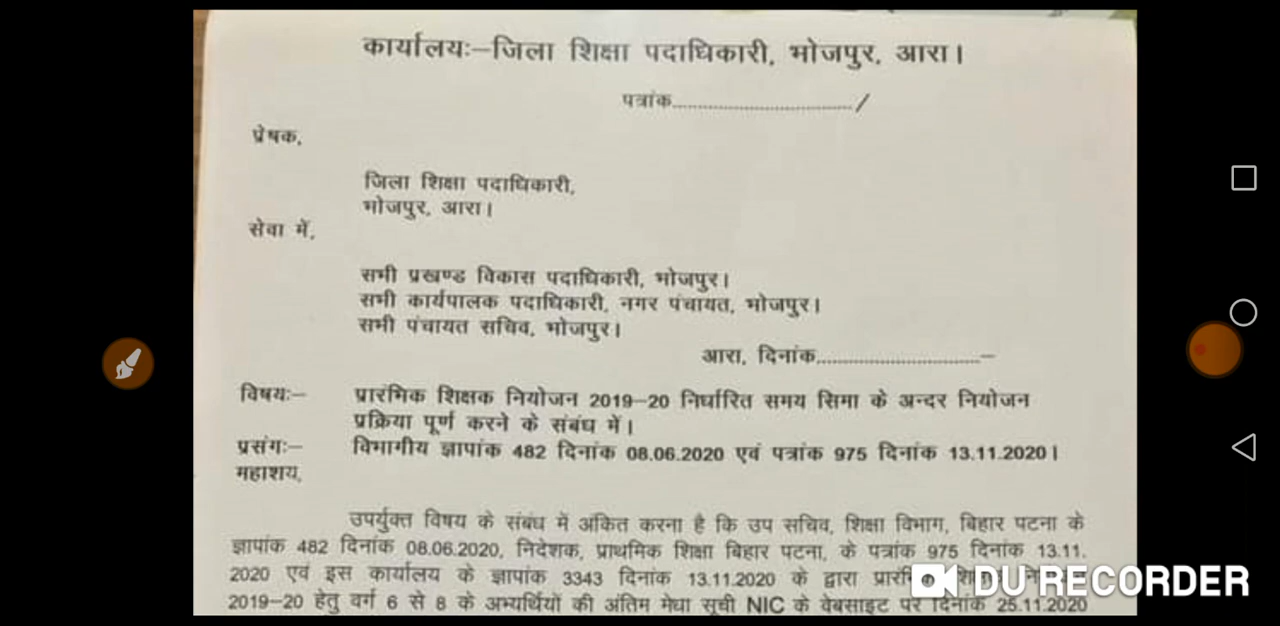 कार्यालयः–जिला शिक्षा पदाधिकारी, भोजपुर, आरा।
पत्रांक............................../
प्रेषक,
जिला शिक्षा पदाधिकारी,
भोजपुर, आरा।
सेवा में,
सभी प्रखण्ड विकास पदाधिकारी, भोजपुर।
सभी कार्यपालक पदाधिकारी, नगर पंचायत, भोजपुर।
सभी पंचायत सचिव, भोजपुर।
आरा, दिनांक...........................–
विषयः– प्रारंभिक शिक्षक नियोजन 2019–20 निर्धारित समय सिमा के अन्दर नियोजन
प्रक्रिया पूर्ण करने के संबंध में।
प्रसंगः– विभागीय ज्ञापांक 482 दिनांक 08.06.2020 एवं पत्रांक 975 दिनांक 13.11.2020।
महाशय,
उपर्युक्त विषय के संबंध में अंकित करना है कि उप सचिव, शिक्षा विभाग, बिहार पटना के
ज्ञापांक 482 दिनांक 08.06.2020, निदेशक, प्राथमिक शिक्षा बिहार पटना, के पत्रांक 975 दिनांक 13.11.
2020 एवं इस कार्यालय के ज्ञापांक 3343 दिनांक 13.11.2020 के द्वारा
2019–20 हेतु वर्ग 6 से 8 के अभ्यर्थियों की अंतिम मेधा सूची NIC के वेबसाइट पर दिनांक 25.11.2020
DU RECORDER